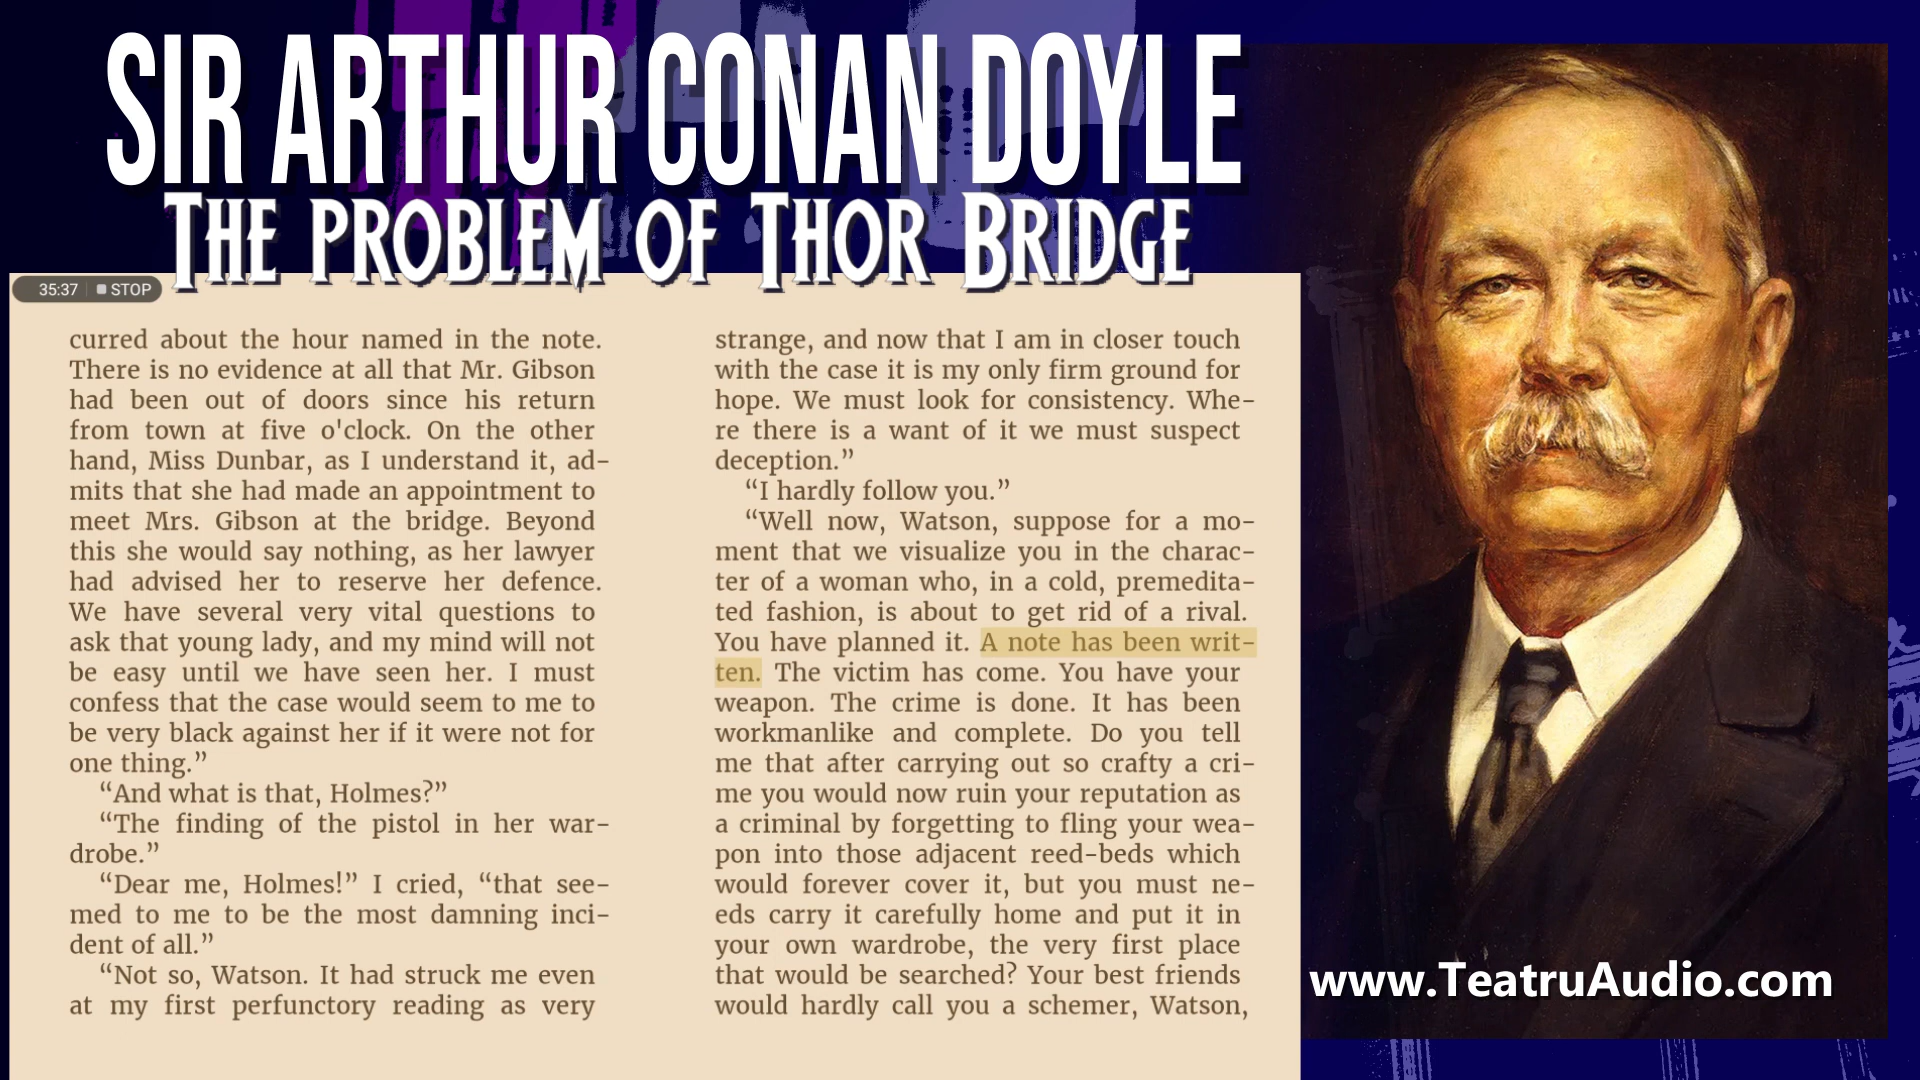 SIR ARTHUR CONAN DOYLE
THE PROBLEM OF THOR BRIDGE
35:37 STOP
curred about the hour named in the note.
There is no evidence at all that Mr. Gibson
had been out of doors since his return
from town at five o'clock. On the other
hand, Miss Dunbar, as I understand it, ad-
mits that she had made an appointment to
meet Mrs. Gibson at the bridge. Beyond
this she would say nothing, as her lawyer
had advised her to reserve her defence.
We have several very vital questions to
ask that young lady, and my mind will not
be easy until we have seen her. I must
confess that the case would seem to me to
be very black against her if it were not for
one thing.”
“And what is that, Holmes?”
“The finding of the pistol in her war-
drobe.”
“Dear me, Holmes!” I cried, “that see-
med to me to be the most damning inci-
dent of all.”
“Not so, Watson. It had struck me even
at my first perfunctory reading as very
strange, and now that I am in closer touch
with the case it is my only firm ground for
hope. We must look for consistency. Whe-
re there is a want of it we must suspect
deception.”
“I hardly follow you.”
“Well now, Watson, suppose for a mo-
ment that we visualize you in the charac-
ter of a woman who, in a cold, premedita-
ted fashion, is about to get rid of a rival.
You have planned it. A note has been writ-
ten. The victim has come. You have your
weapon. The crime is done. It has been
workmanlike and complete. Do you tell
me that after carrying out so crafty a cri-
me you would now ruin your reputation as
a criminal by forgetting to fling your wea-
pon into those adjacent reed-beds which
would forever cover it, but you must ne-
eds carry it carefully home and put it in
your own wardrobe, the very first place
that would be searched? Your best friends
would hardly call you a schemer, Watson,
www.TeatruAudio.com